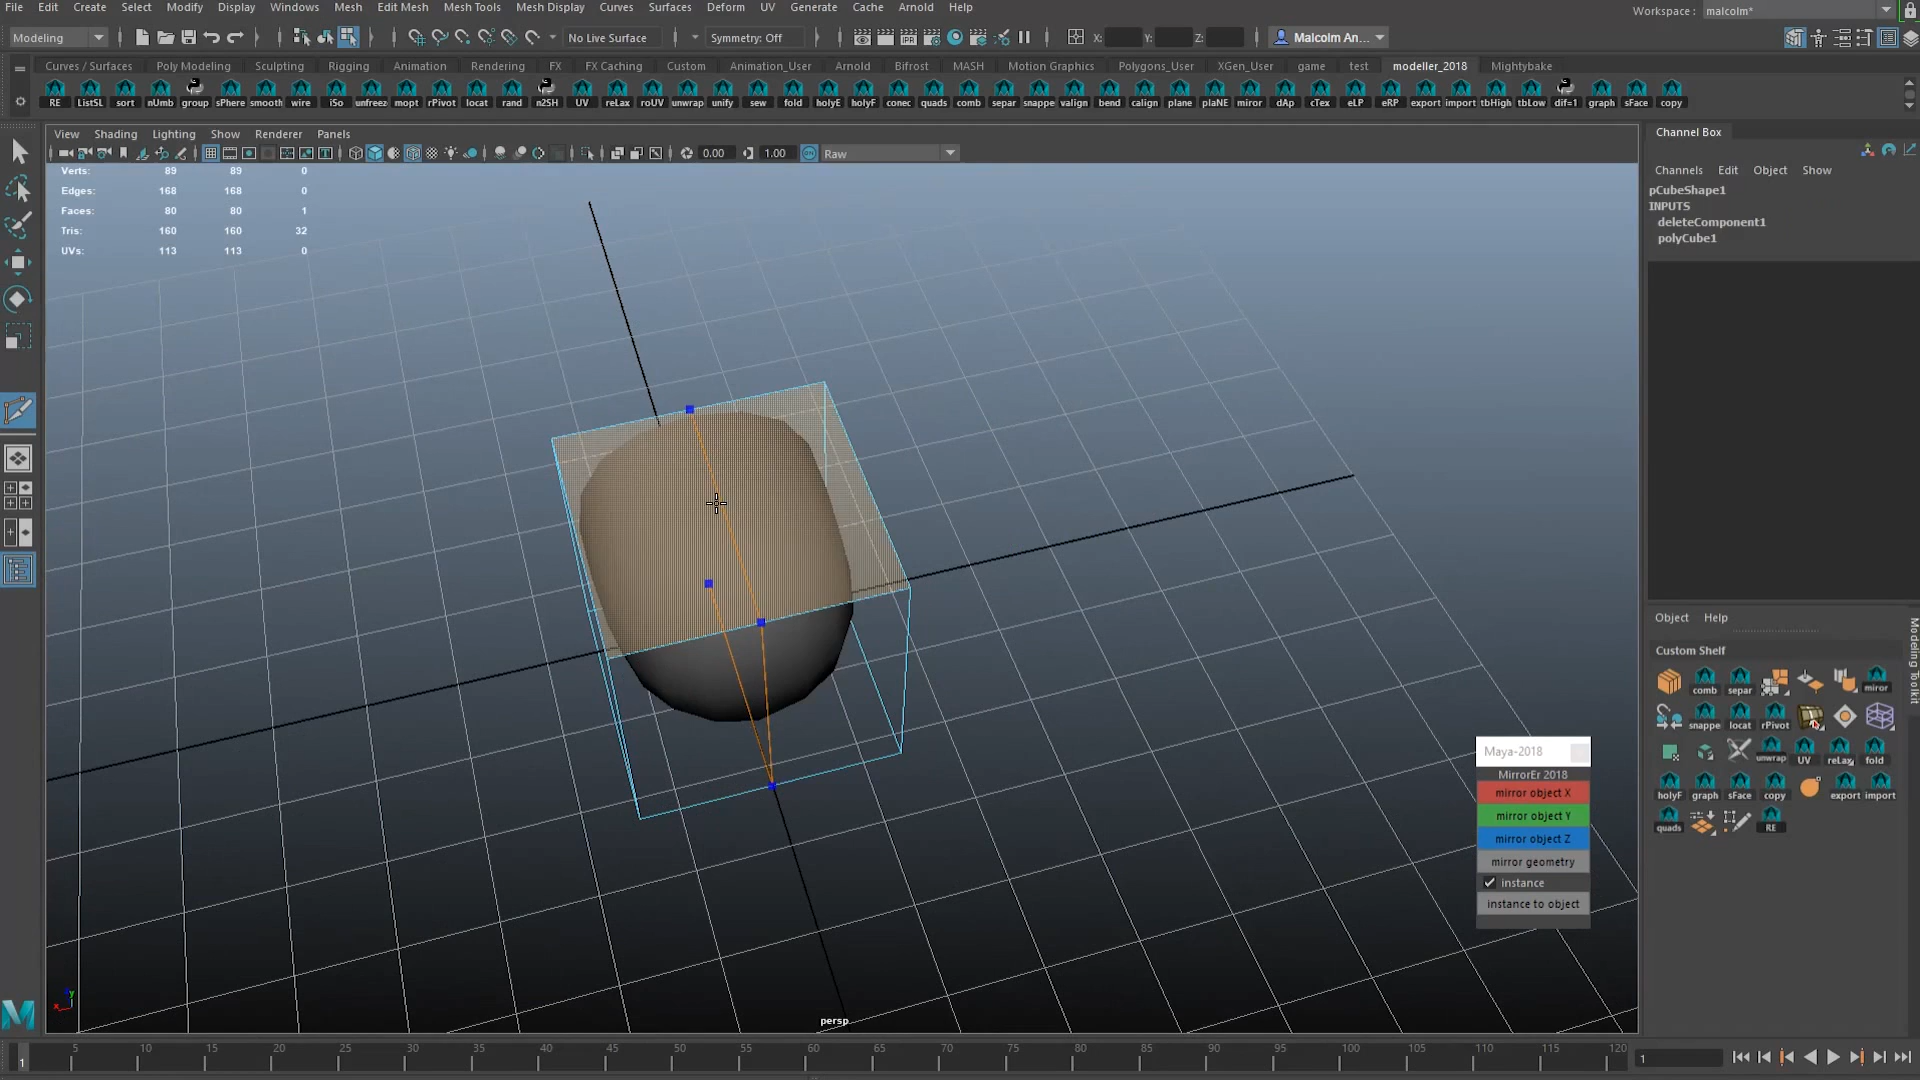 File Edit Create Select Modify Display Windows Mesh Edit Mesh Mesh Tools Mesh Display Curves Surfaces Deform UV Generate Cache Arnold Help
Workspace : malcolm*
Modeling No Live Surface Symmetry: Off X: Y: Z: Malcolm An...
Curves / Surfaces Poly Modeling Sculpting Rigging Animation Rendering FX FX Caching Custom Animation_User Arnold Bifrost MASH Motion Graphics Polygons_User XGen_User game test modeller_2018 Mightybake
RE ListSL sort nUmb group sPhere smooth wire iSo unfreez mopt rPivot locat rand n2SH UV reLax roUV unwrap unify sew fold holyE holyF conec quads comb separ snappe valign bend calign plane plaNE miror dAp cTex eLP eRP export import tbHigh tbLow dif=1 graph sFace copy
View Shading Lighting Show Renderer Panels
0.00 1.00 ON Raw
Verts: 89 89 0
Edges: 168 168 0
Faces: 80 80 1
Tris: 160 160 32
UVs: 113 113 0
persp
Channel Box
Channels Edit Object Show
pCubeShape1
INPUTS
deleteComponent1
polyCube1
Object Help
Custom Shelf
comb separ miror
snappe locat rPivot
unwrap UV reLax fold
holyF graph sFace copy export import
quads RE
Modeling Toolkit
Maya-2018
MirrorEr 2018
mirror object X
mirror object Y
mirror object Z
mirror geometry
instance
instance to object
1 5 10 15 20 25 30 35 40 45 50 55 60 65 70 75 80 85 90 95 100 105 110 115 120 1